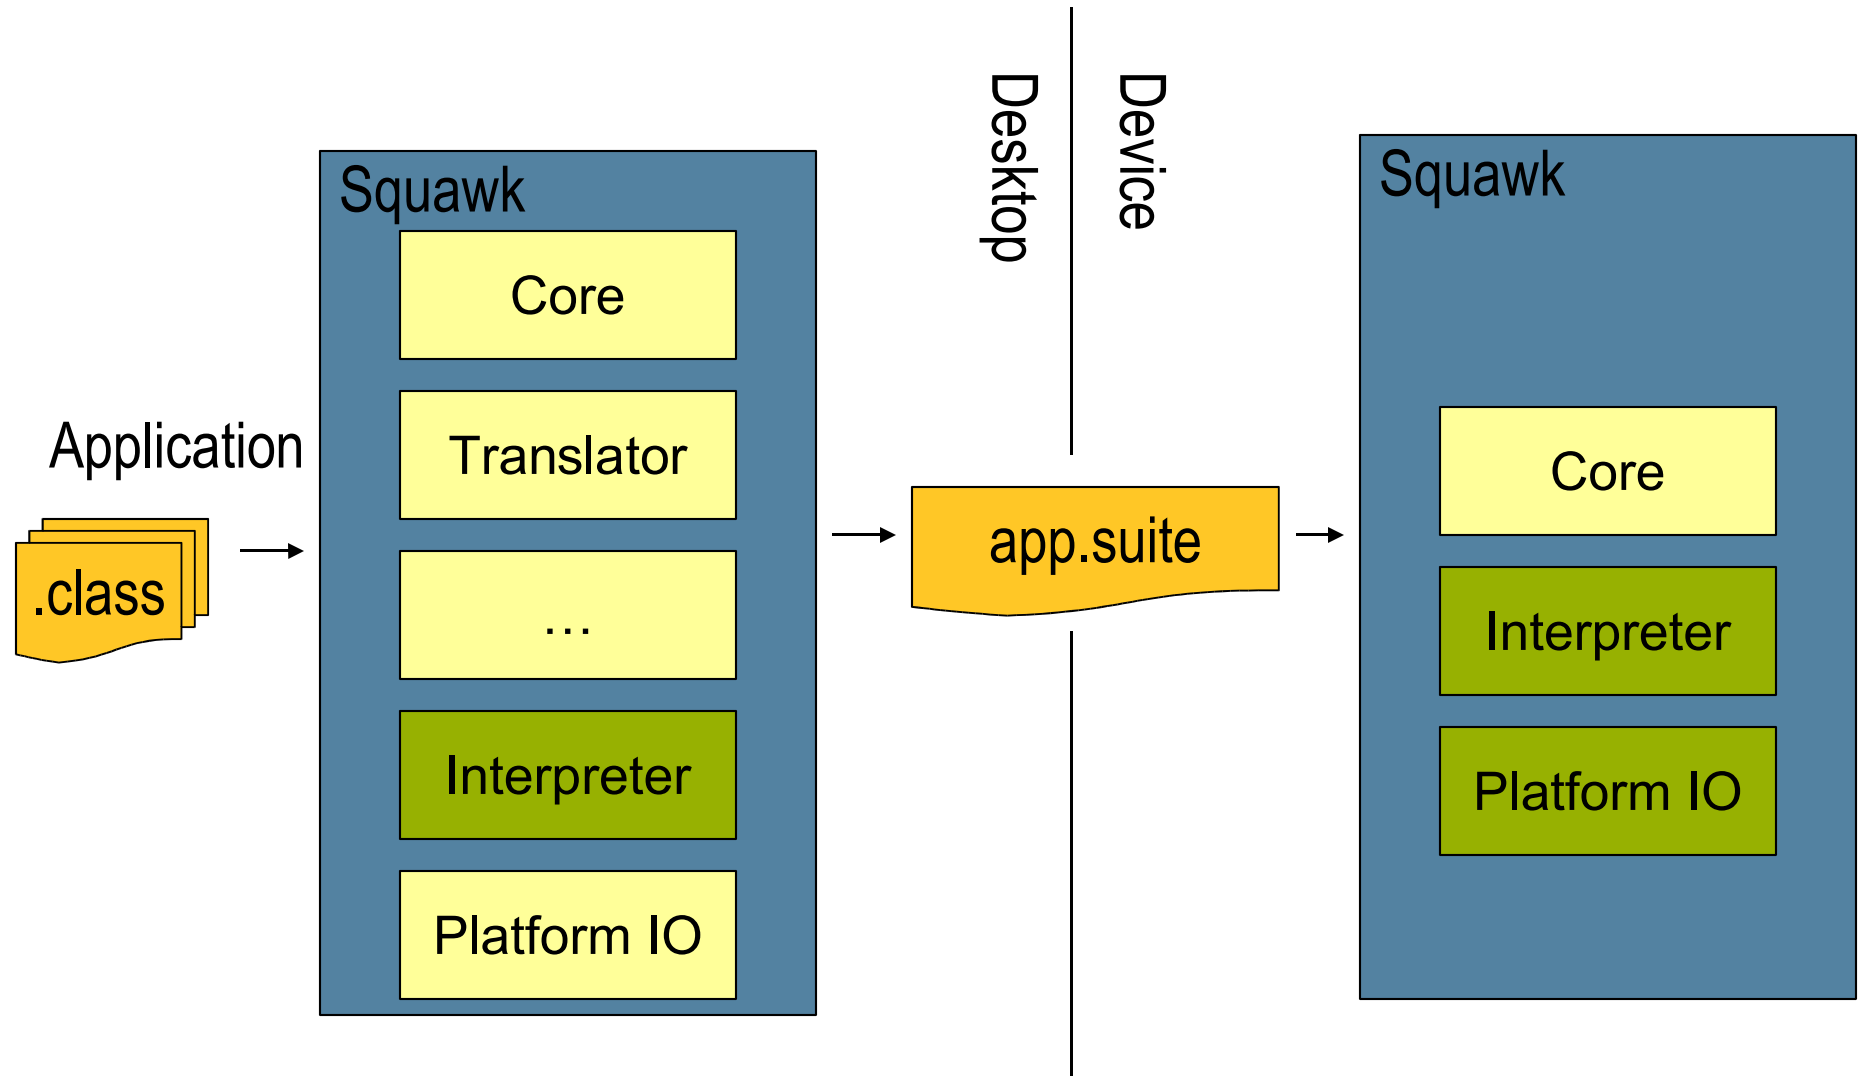 Application
.class
Squawk
Core
Translator
…
Interpreter
Platform IO
Desktop
Device
app.suite
Squawk
Core
Interpreter
Platform IO